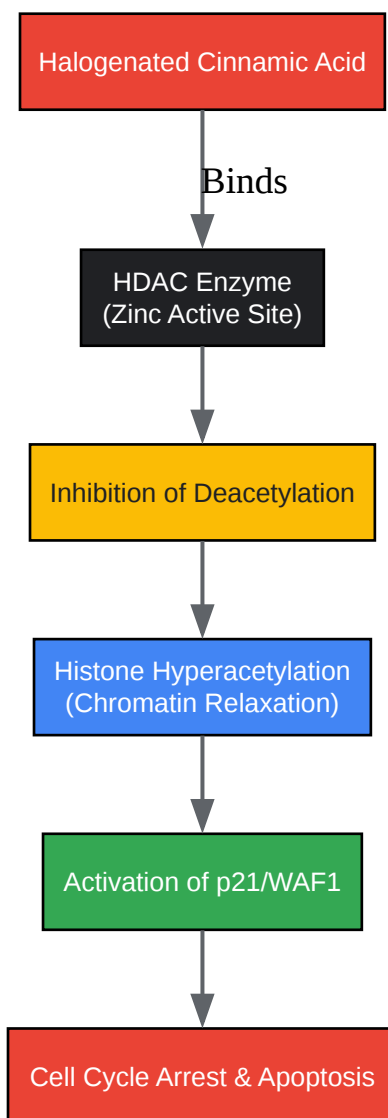 Halogenated Cinnamic Acid
Binds
HDAC Enzyme
(Zinc Active Site)
Inhibition of Deacetylation
Histone Hyperacetylation
(Chromatin Relaxation)
Activation of p21/WAF1
Cell Cycle Arrest & Apoptosis